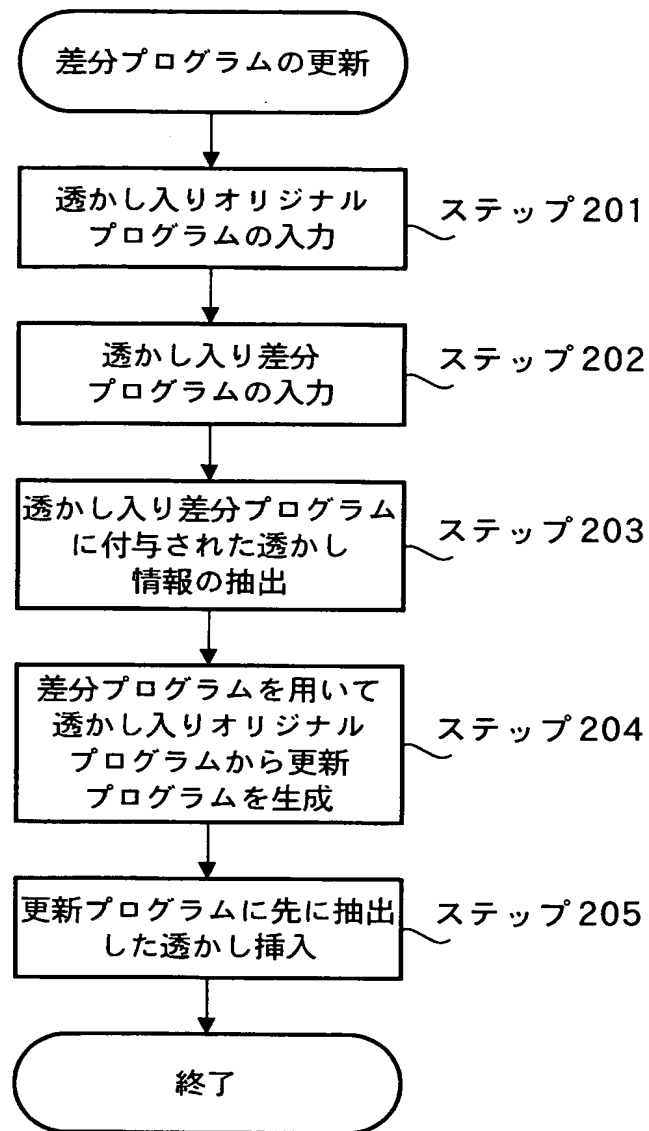 差分プログラムの更新
透かし入りオリジナル
プログラムの入力
ステップ201
透かし入り差分
プログラムの入力
ステップ202
透かし入り差分プログラム
に付与された透かし
情報の抽出
ステップ203
差分プログラムを用いて
透かし入りオリジナル
プログラムから更新
プログラムを生成
ステップ204
更新プログラムに先に抽出
した透かし挿入
ステップ205
終了